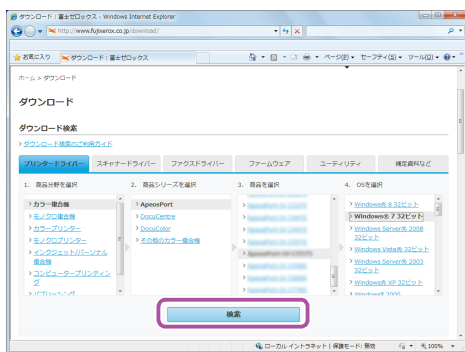 ダウンロード : 富士ゼロックス - Windows Internet Explorer
http://www.fujixerox.co.jp/download/
お気に入り
ダウンロード : 富士ゼロックス
ページ(P)
セーフティ(S)
ツール(O)
ホーム > ダウンロード
ダウンロード
ダウンロード検索
> ダウンロード検索のご利用ガイド
プリンタードライバー
スキャナードライバー
ファクスドライバー
ファームウェア
ユーティリティ
補足資料など
1. 商品分野を選択
2. 商品シリーズを選択
3. 商品を選択
4. OSを選択
> カラー複合機
> モノクロ複合機
> カラープリンター
> モノクロプリンター
> インクジェット/パーソナル
複合機
> コンピュータープリンティン
グ
> パブリッシング
> ApeosPort
> DocuCentre
> DocuColor
> その他のカラー複合機
> Windows® 8 32ビット
> Windows® 7 32ビット
> Windows Server® 2008
32ビット
> Windows Vista® 32ビット
> Windows Server® 2003
32ビット
> Windows® XP 32ビット
> Windows® 2000
検索
ローカル イントラネット | 保護モード: 無効
100%